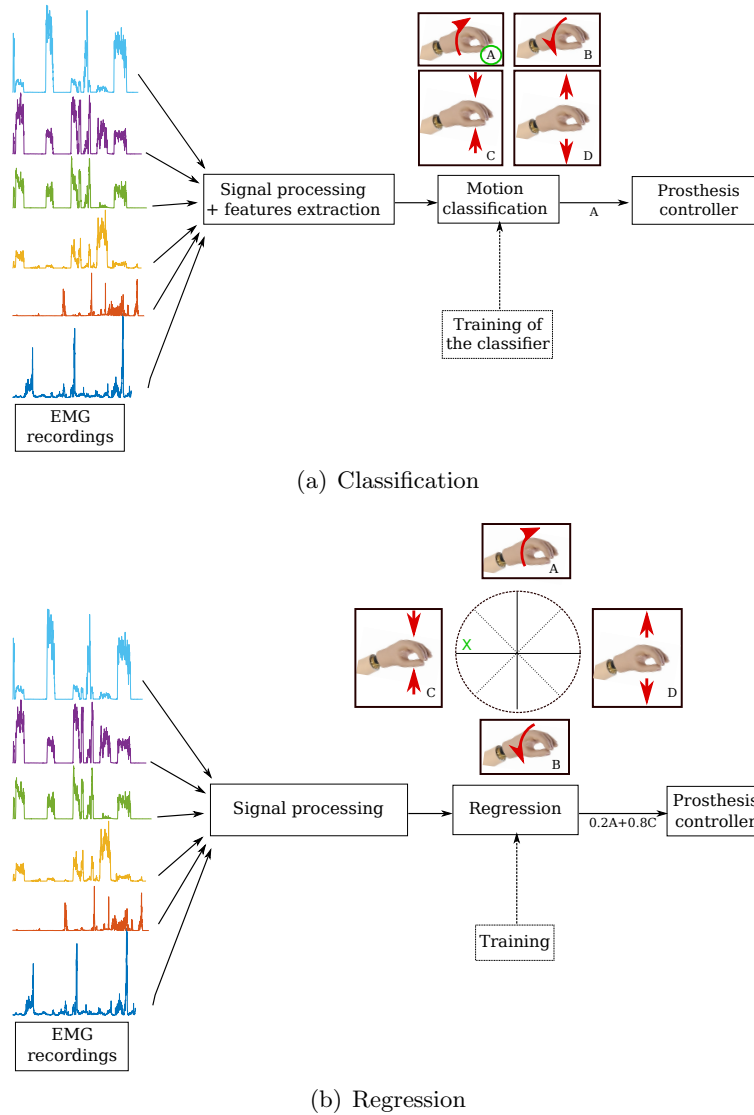 A
B
C
D
Signal processing
+ features extraction
Motion
classification
A
Prosthesis
controller
Training of
the classifier
EMG
recordings
(a) Classification
A
X
C
D
B
Signal processing
Regression
0.2A+0.8C
Prosthesis
controller
Training
EMG
recordings
(b) Regression